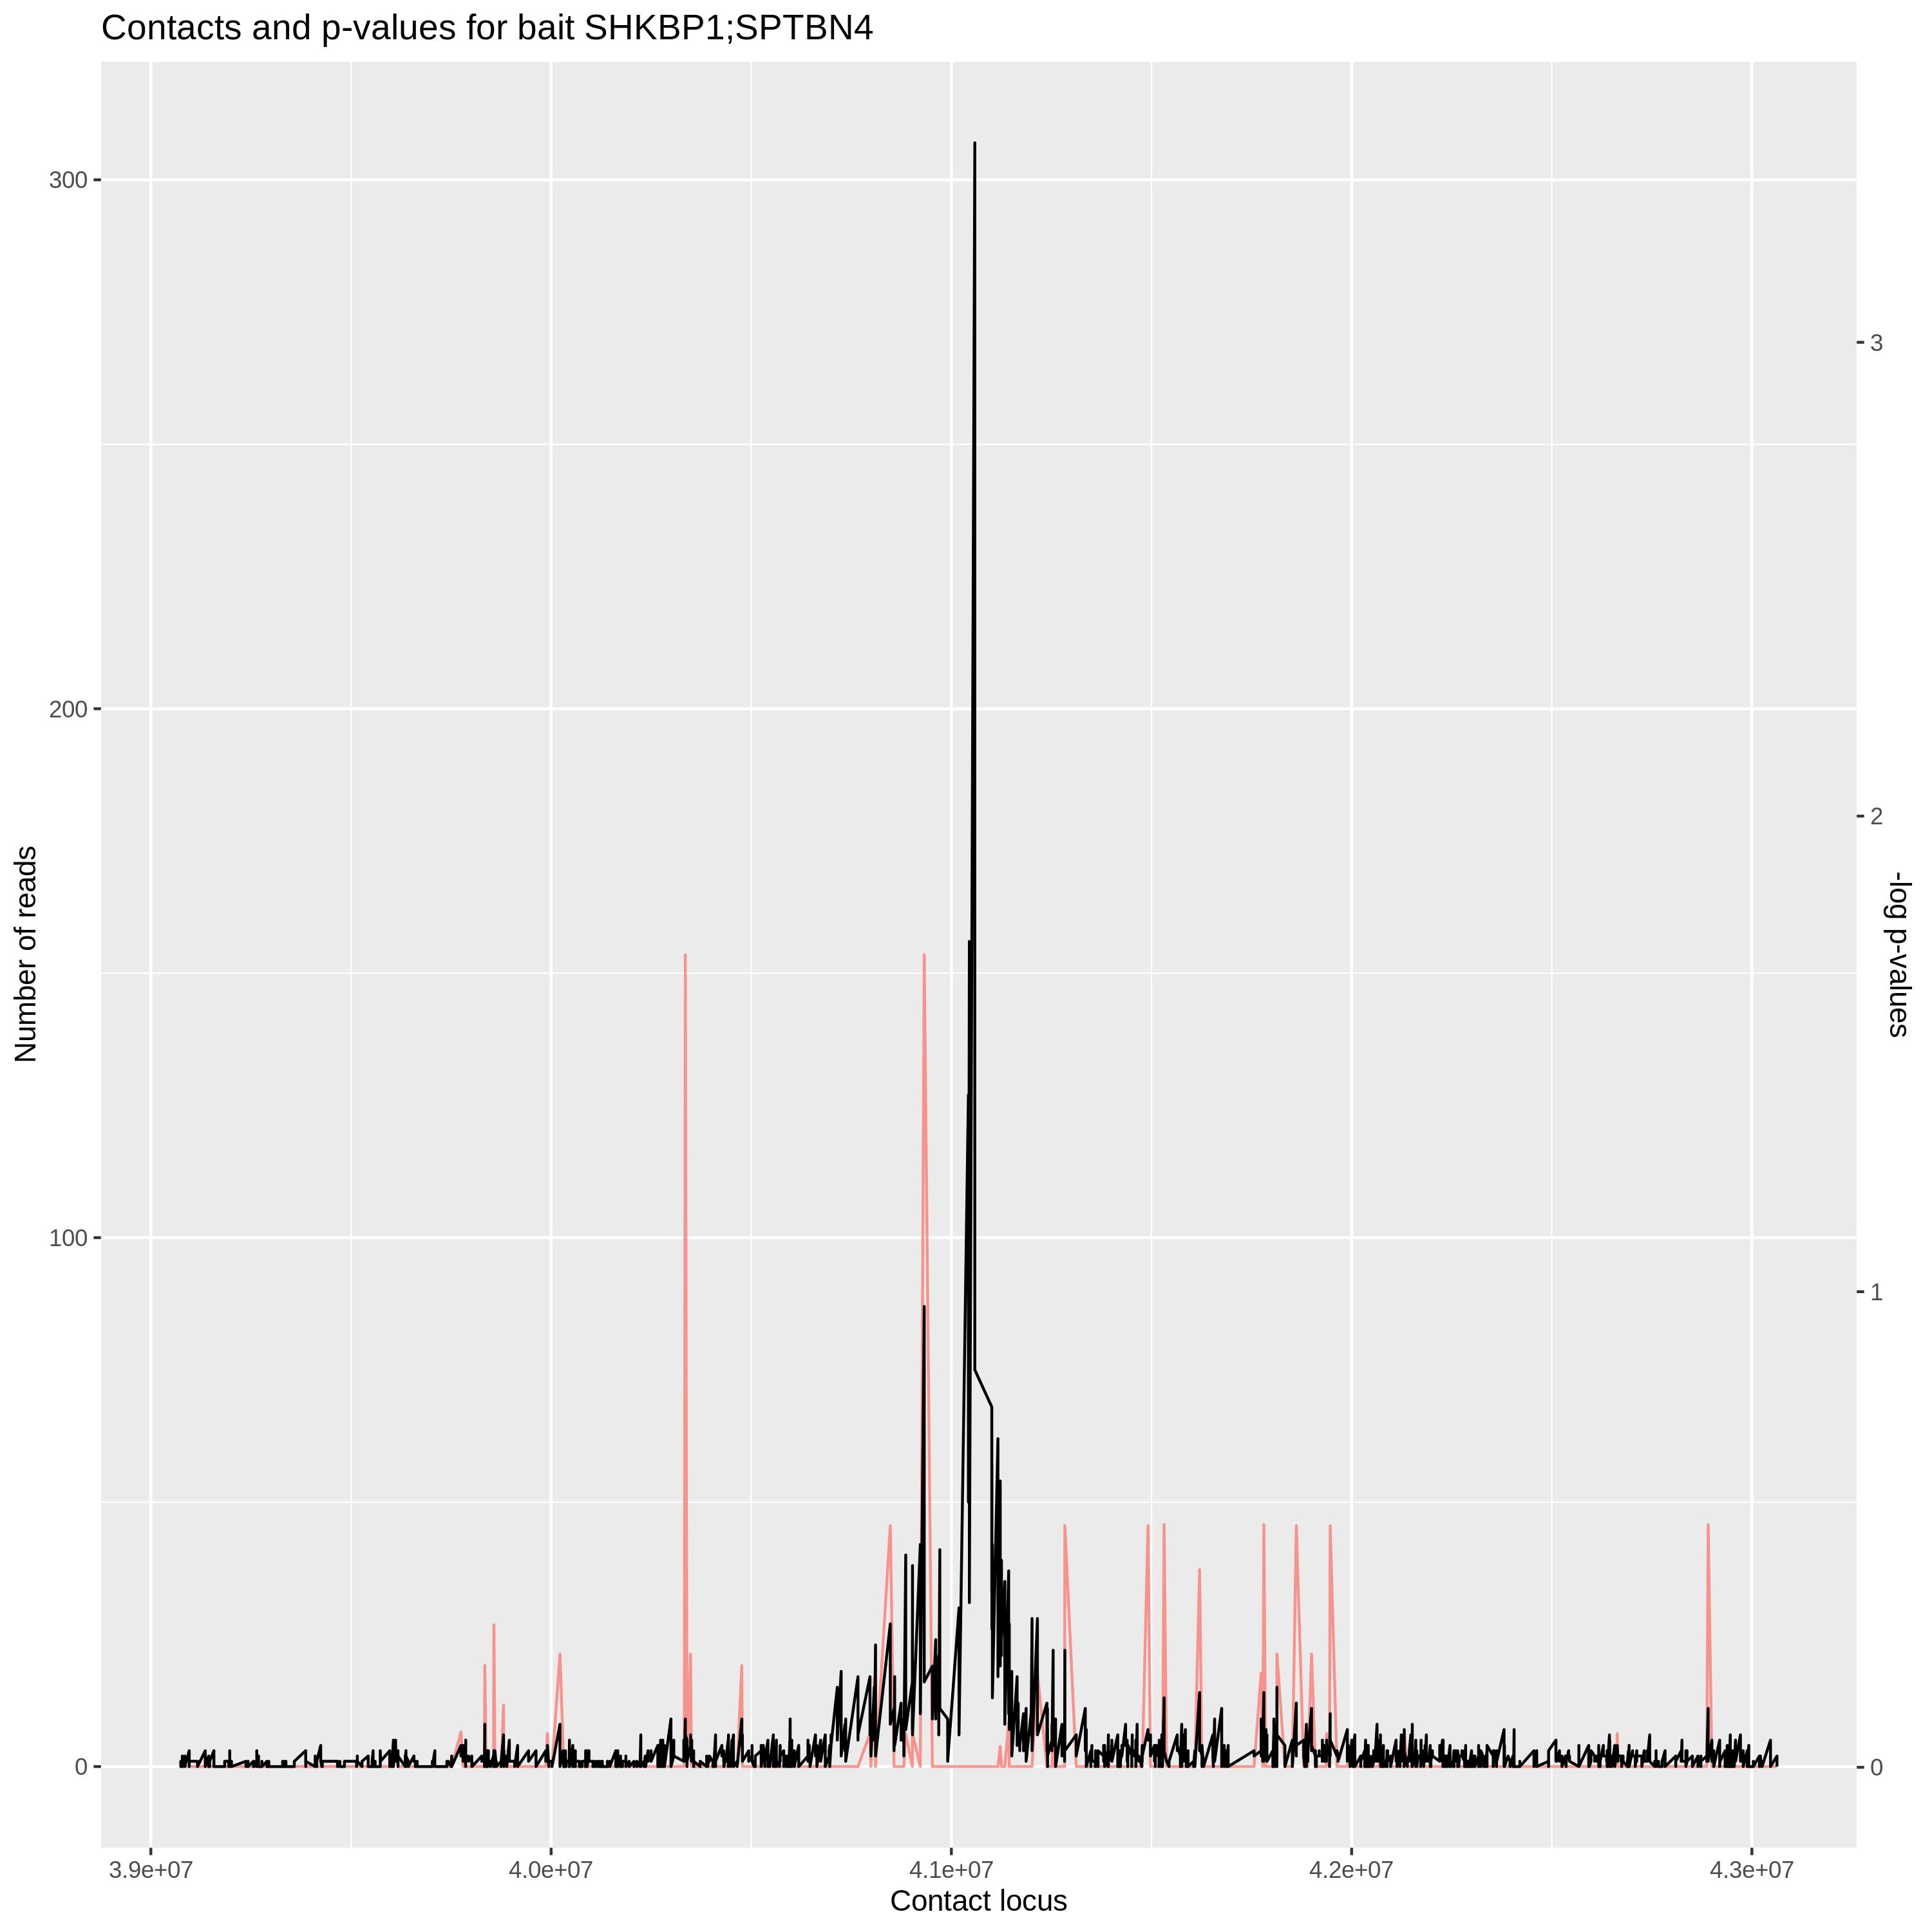 Contacts and p-values for bait SHKBP1;SPTBN4
300
200
100
0
Number of reads
3
2
1
0
-log p-values
3.9e+07
4.0e+07
4.1e+07
4.2e+07
4.3e+07
Contact locus